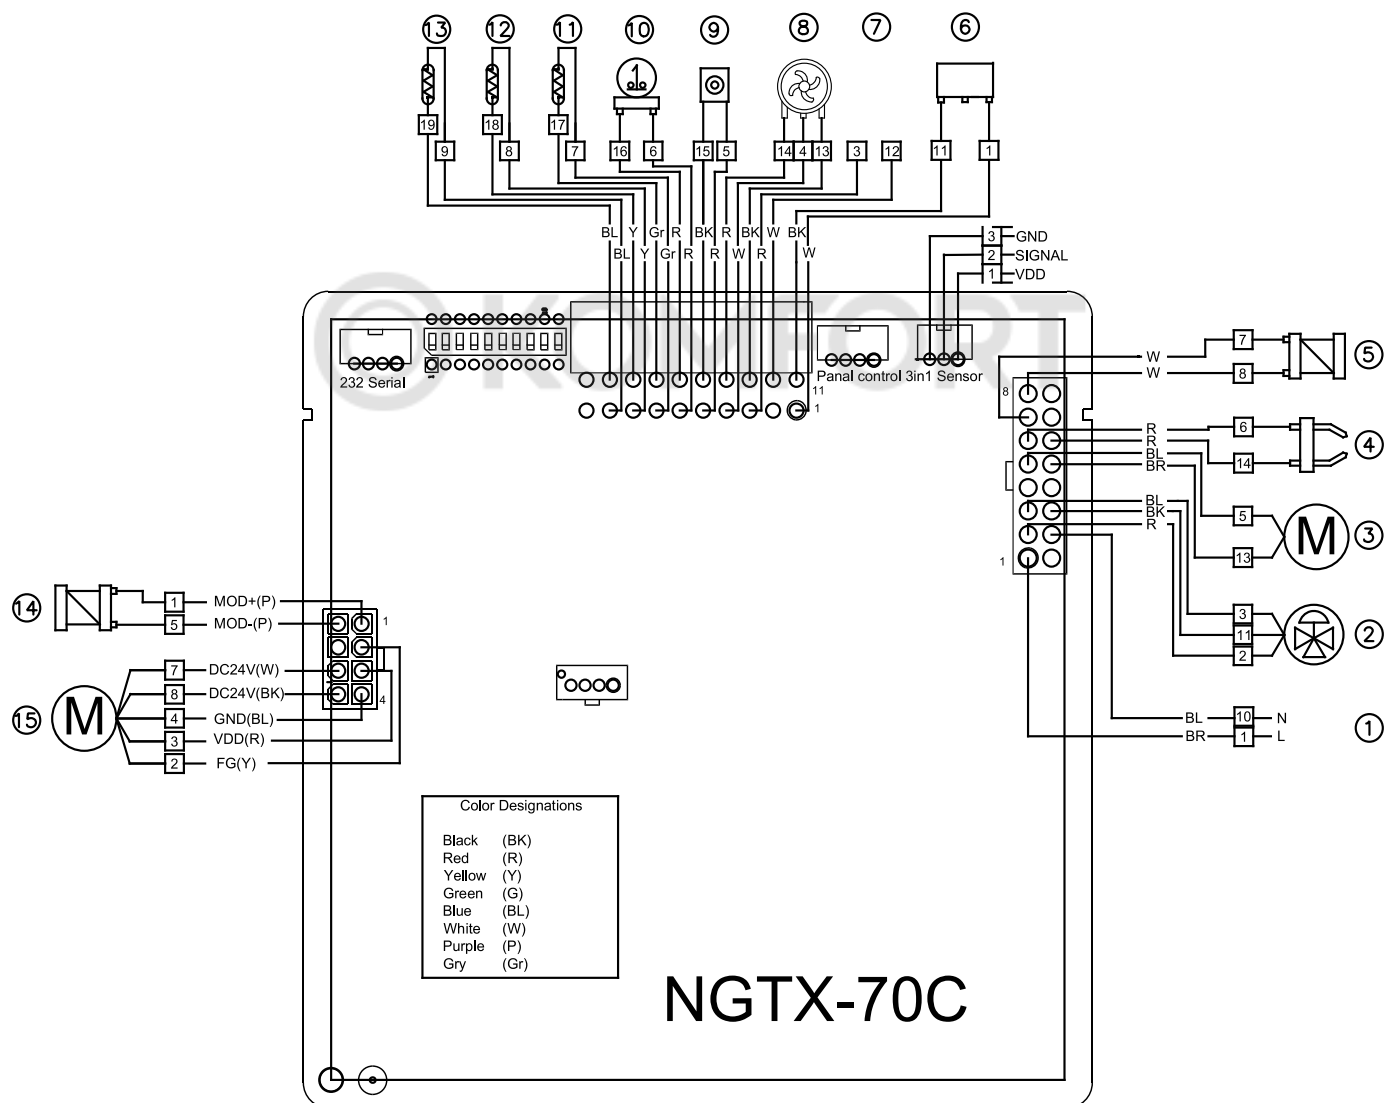 13 12 11 10 9 8 7 6
1
19 18 17
9 8 7 16 6 15 5 14 4 13 3 12 11 1
BL Y Gr R BK R BK W BK
BL Y Gr R R W R W
3 GND
2 SIGNAL
1 VDD
© KOMFORT
232 Serial
Panal control
3in1 Sensor
11
1
8
1
W 7 5
W 8
R 6 4
R 14
BL
BR
5 M 3
13
BL
BK
R
3
11 2
2
BL 10 N 1
BR 1 L
14 1 MOD+(P) 1
5 MOD-(P)
7 DC24V(W)
8 DC24V(BK) 4
15 M 4 GND(BL)
3 VDD(R)
2 FG(Y)
Color Designations
Black (BK)
Red (R)
Yellow (Y)
Green (G)
Blue (BL)
White (W)
Purple (P)
Gry (Gr)
NGTX-70C